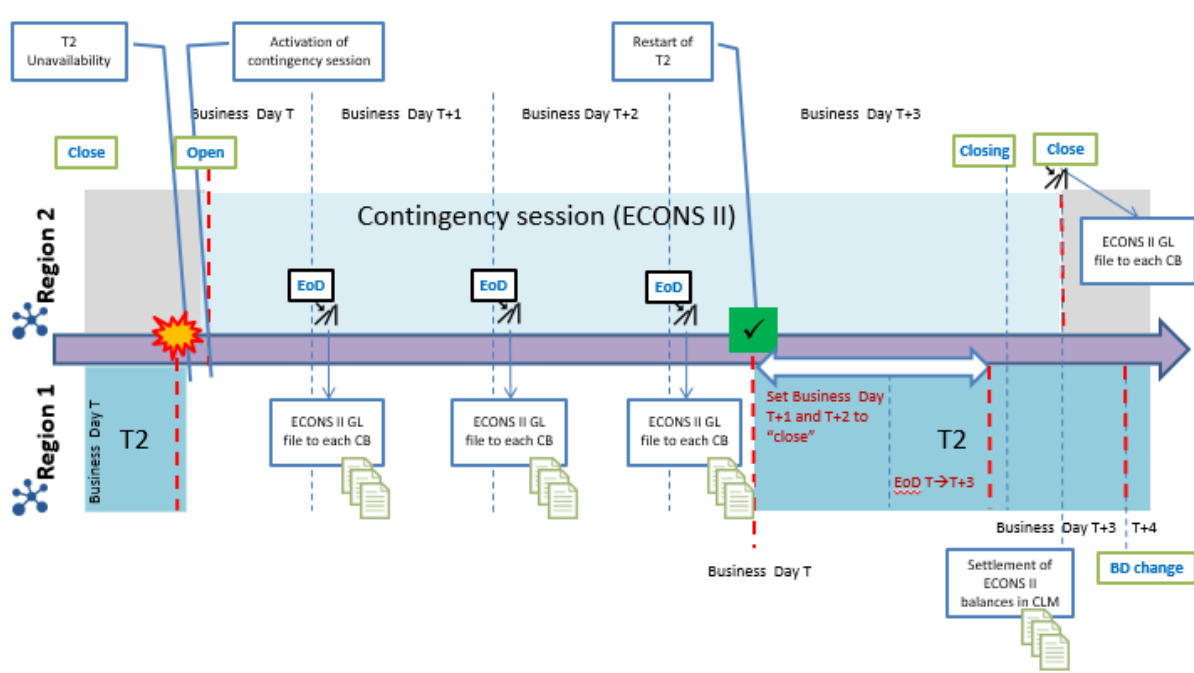 T2
Unavailability
Activation of
contingency session
Restart of
T2
Business Day T
Business Day T+1
Business Day T+2
Business Day T+3
Close
Open
Closing
Close
Region 2
Contingency session (ECONS II)
ECONS II GL
file to each CB
EoD
EoD
EoD
✓
Region 1
Business Day T
T2
ECONS II GL
file to each CB
ECONS II GL
file to each CB
ECONS II GL
file to each CB
Set Business Day
T+1 and T+2 to
“close”
T2
EoD T→T+3
Business Day T+3
T+4
Business Day T
Settlement of
ECONS II
balances in CLM
BD change